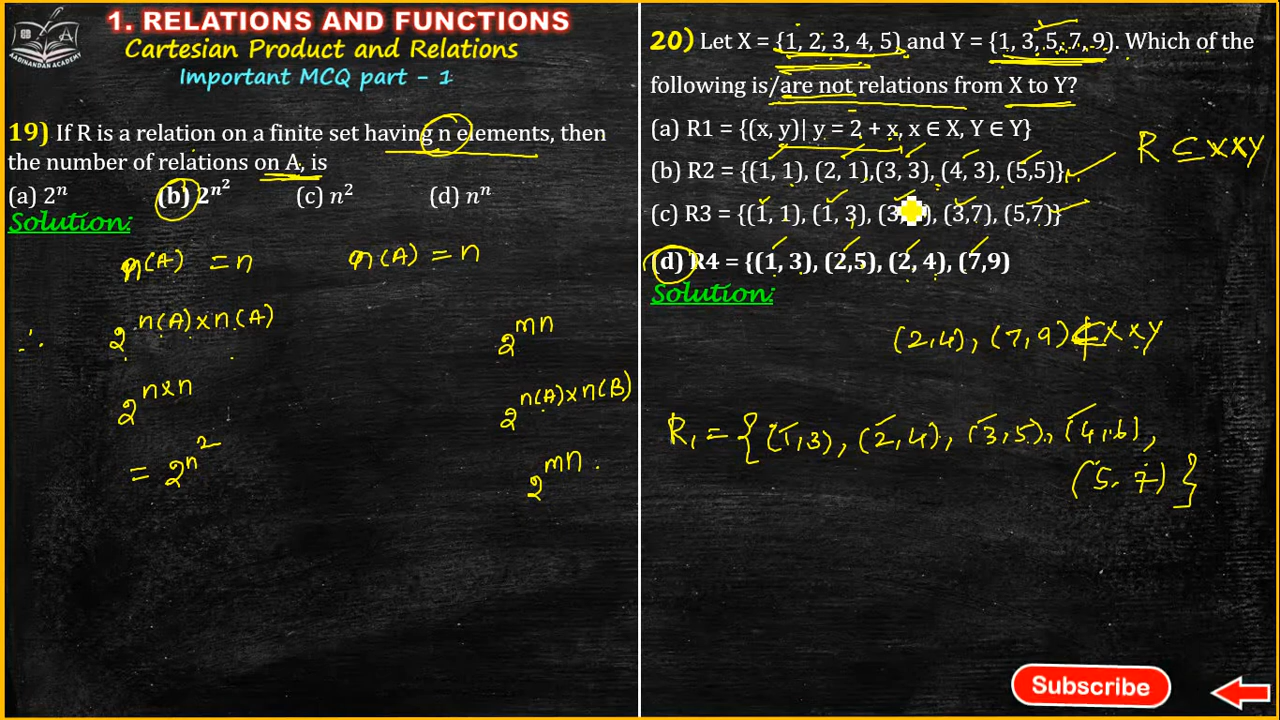 AADINANDAN ACADEMY
1. RELATIONS AND FUNCTIONS
Cartesian Product and Relations
Important MCQ part - 1
19) If R is a relation on a finite set having n elements, then
the number of relations on A, is
(a) 2ⁿ (b) 2^n² (c) n² (d) nⁿ
Solution:
n(A) = n n(A) = n
∴ 2^n(A)×n(A) 2^mn
2^n×n 2^n(A)×n(B)
= 2^n² 2^mn .
20) Let X = {1, 2, 3, 4, 5} and Y = {1, 3, 5, 7, 9}. Which of the
following is/are not relations from X to Y?
(a) R1 = {(x, y)| y = 2 + x, x ∈ X, Y ∈ Y}
(b) R2 = {(1, 1), (2, 1),(3, 3), (4, 3), (5,5)}
R ⊆ X×Y
(c) R3 = {(1, 1), (1, 3), (3, ), (3,7), (5,7)}
(d) R4 = {(1, 3), (2,5), (2, 4), (7,9)
Solution:
(2,4), (7,9) ⊄ X×Y
R₁ = {(1,3), (2,4), (3,5), (4,6),
(5,7)}
Subscribe